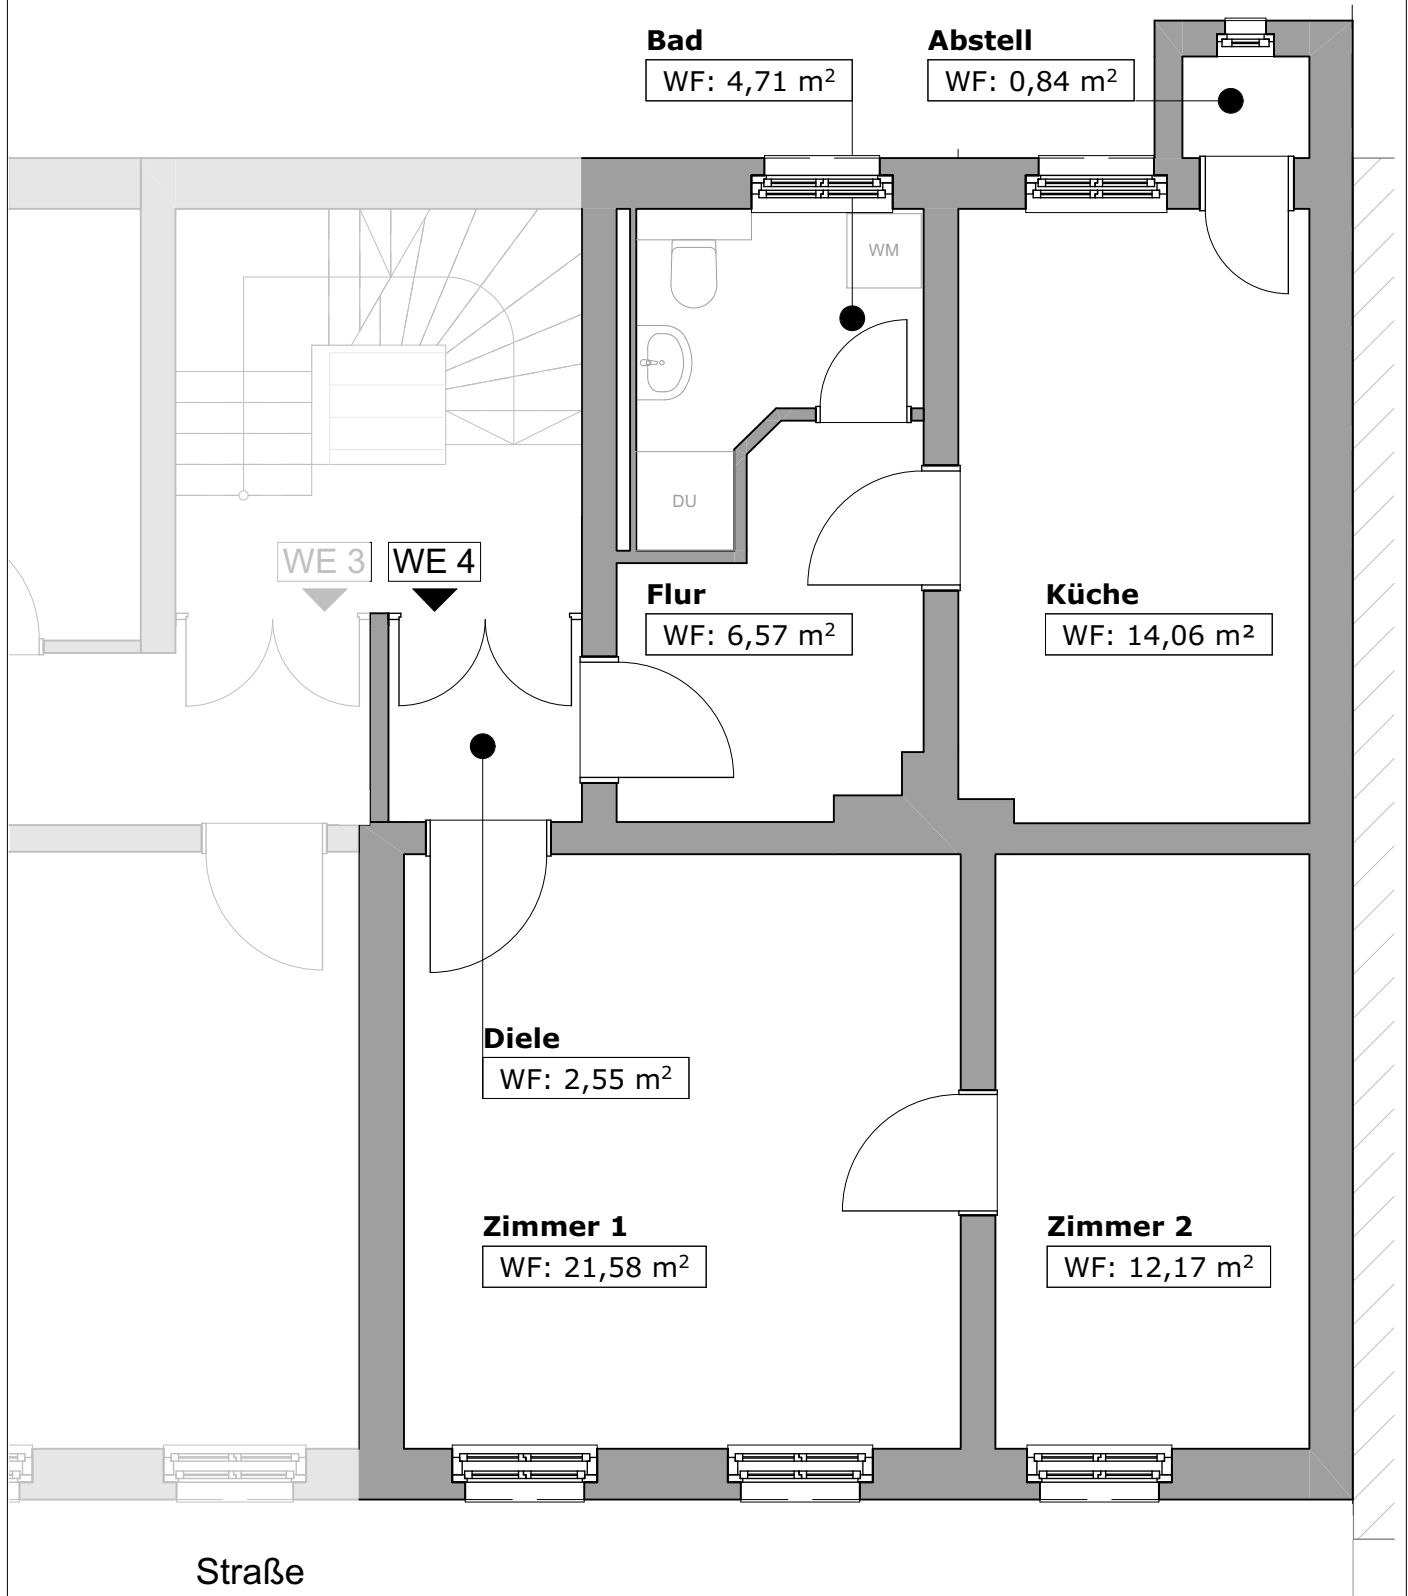 Bad
WF: 4,71 m²
Abstell
WF: 0,84 m²
WM
DU
WE 3
WE 4
Flur
WF: 6,57 m²
Küche
WF: 14,06 m²
Diele
WF: 2,55 m²
Zimmer 1
WF: 21,58 m²
Zimmer 2
WF: 12,17 m²
Straße